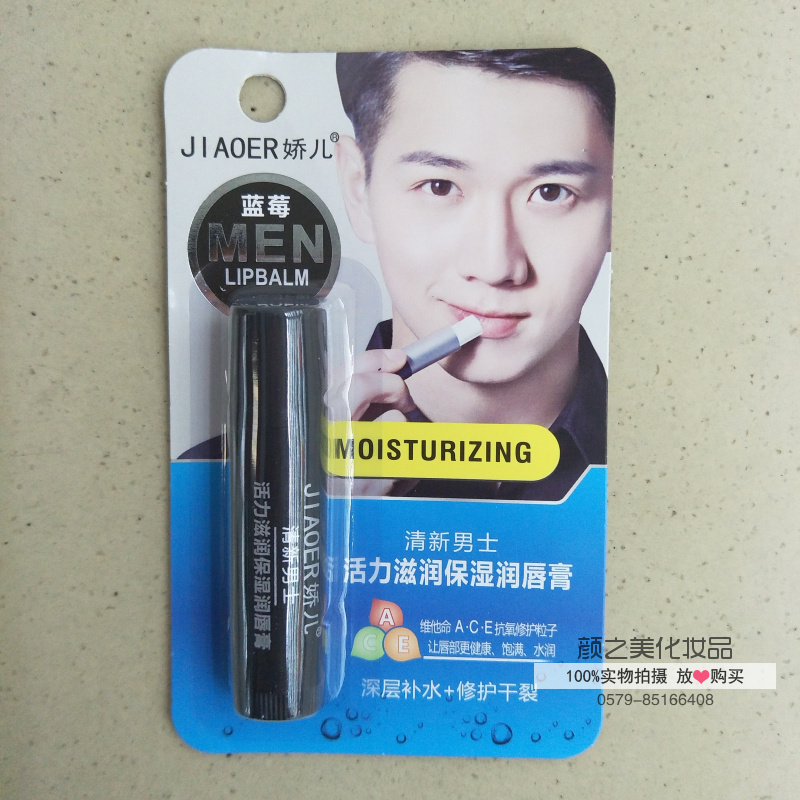 JIAOER娇儿®
蓝莓
MEN
LIPBALM
MOISTURIZING
清新男士
活力滋润保湿润唇膏
JIAOER娇儿®
清新男士
活力滋润保湿润唇膏
A
C
E
维他命 A·C·E抗氧修护粒子
让唇部更健康、饱满、水润
深层补水+修护干裂
颜之美化妆品
100%实物拍摄 放❤购买
0579-85166408